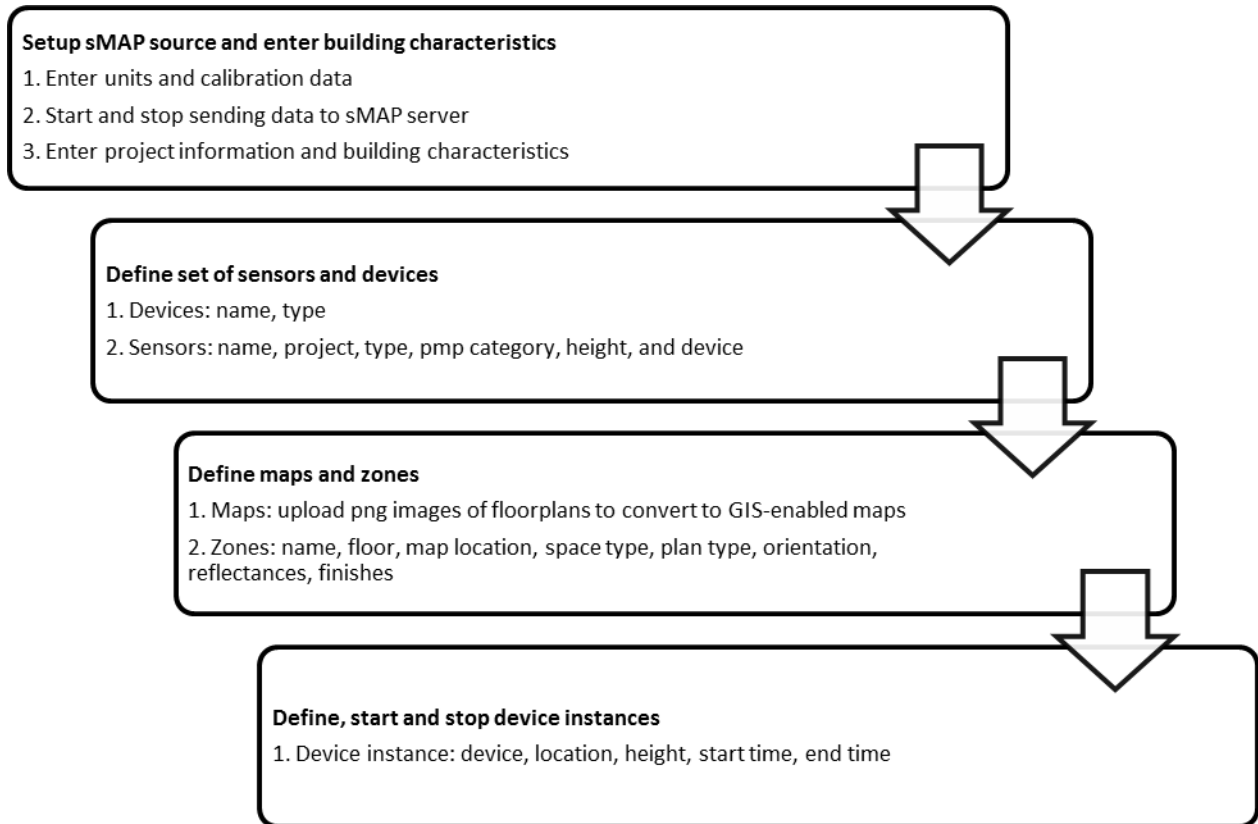 Setup sMAP source and enter building characteristics
1. Enter units and calibration data
2. Start and stop sending data to sMAP server
3. Enter project information and building characteristics
Define set of sensors and devices
1. Devices: name, type
2. Sensors: name, project, type, pmp category, height, and device
Define maps and zones
1. Maps: upload png images of floorplans to convert to GIS-enabled maps
2. Zones: name, floor, map location, space type, plan type, orientation,
reflectances, finishes
Define, start and stop device instances
1. Device instance: device, location, height, start time, end time